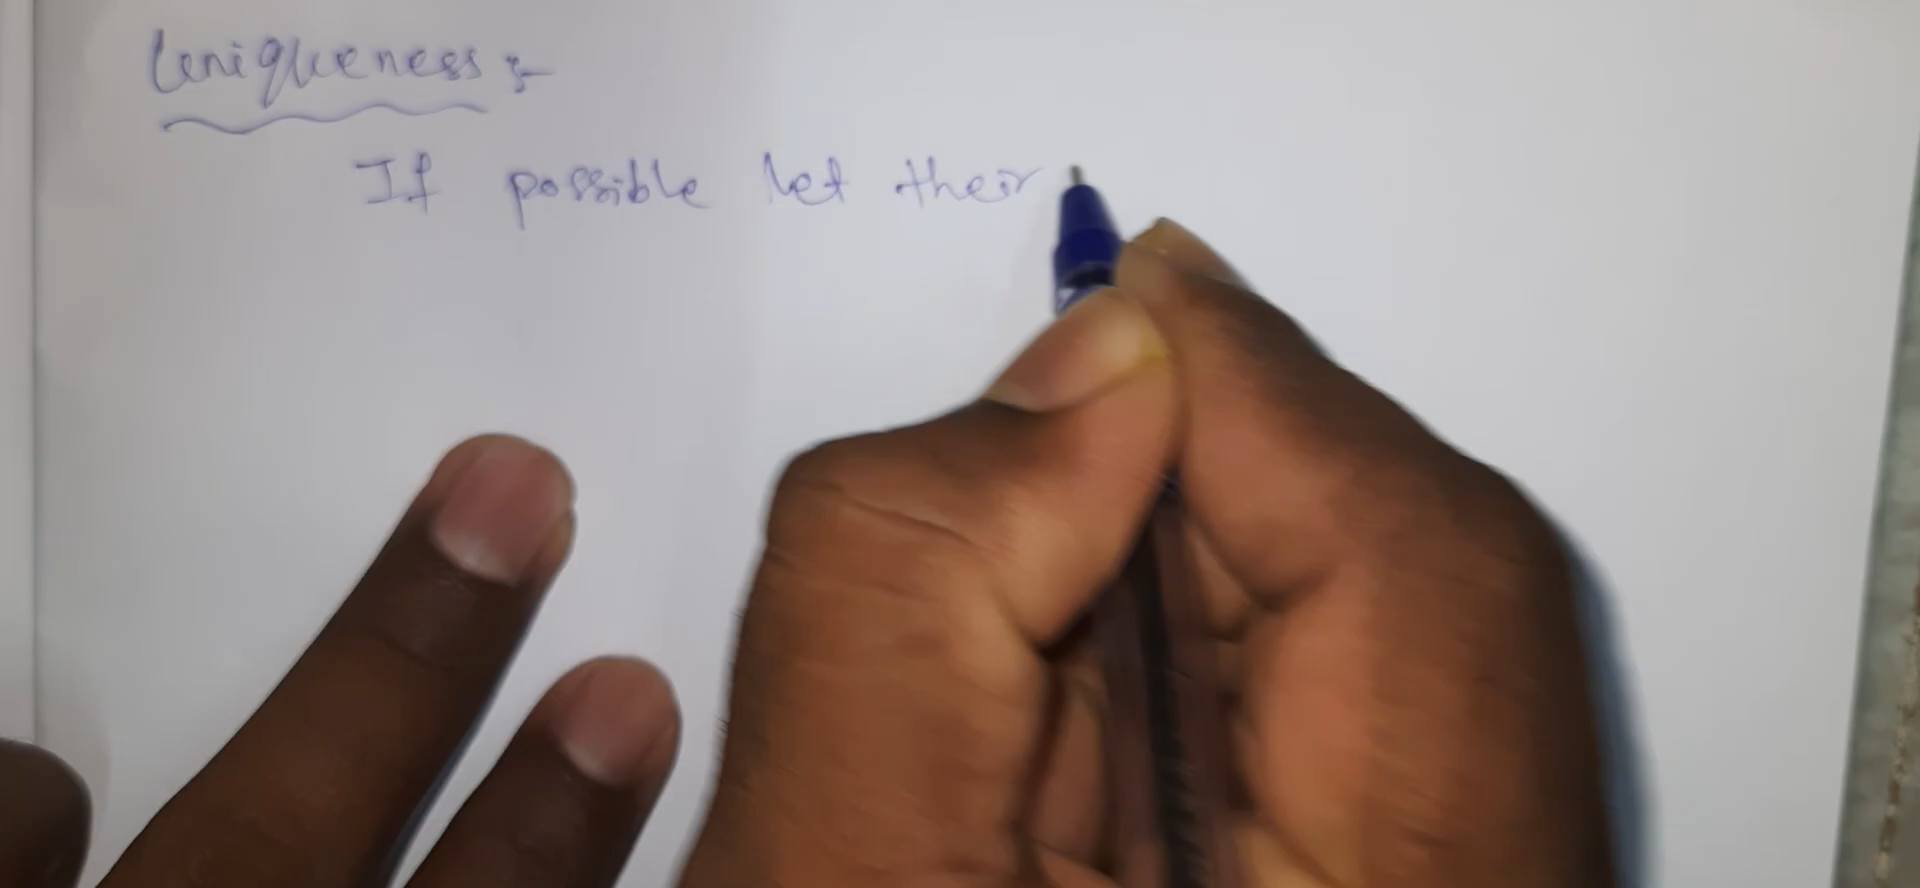 Uniqueness :-
If possible let their